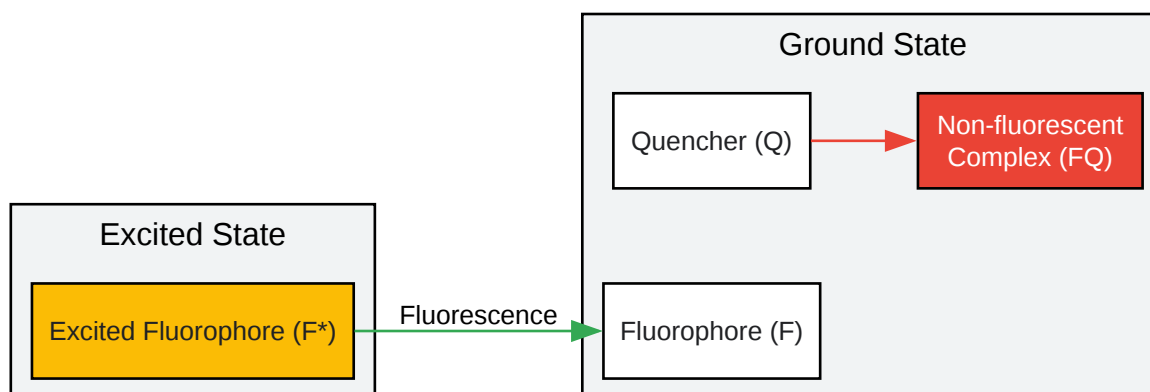 Ground State
Quencher (Q)
Non-fluorescent
Complex (FQ)
Excited State
Excited Fluorophore (F*)
Fluorescence
Fluorophore (F)